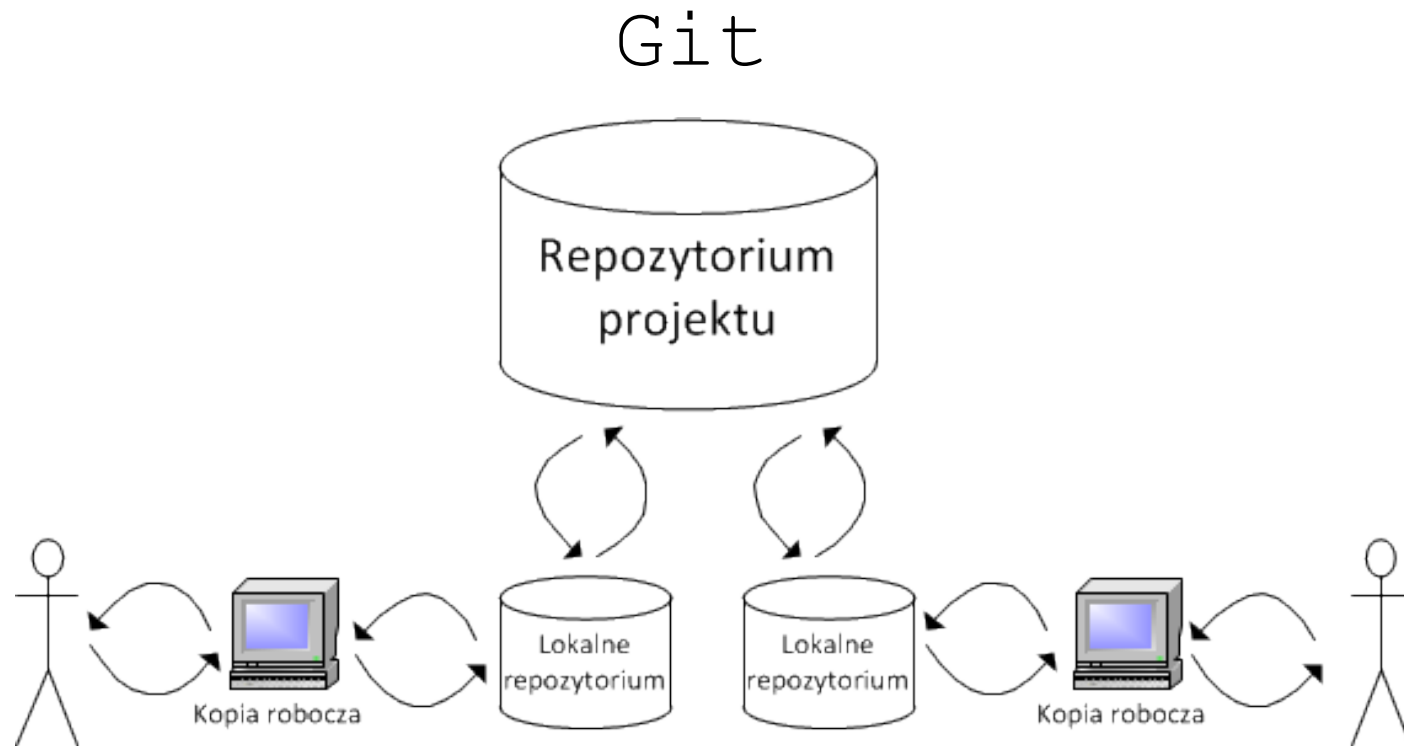 Git
Repozytorium
projektu
Lokalne
repozytorium
Lokalne
repozytorium
Kopia robocza
Kopia robocza